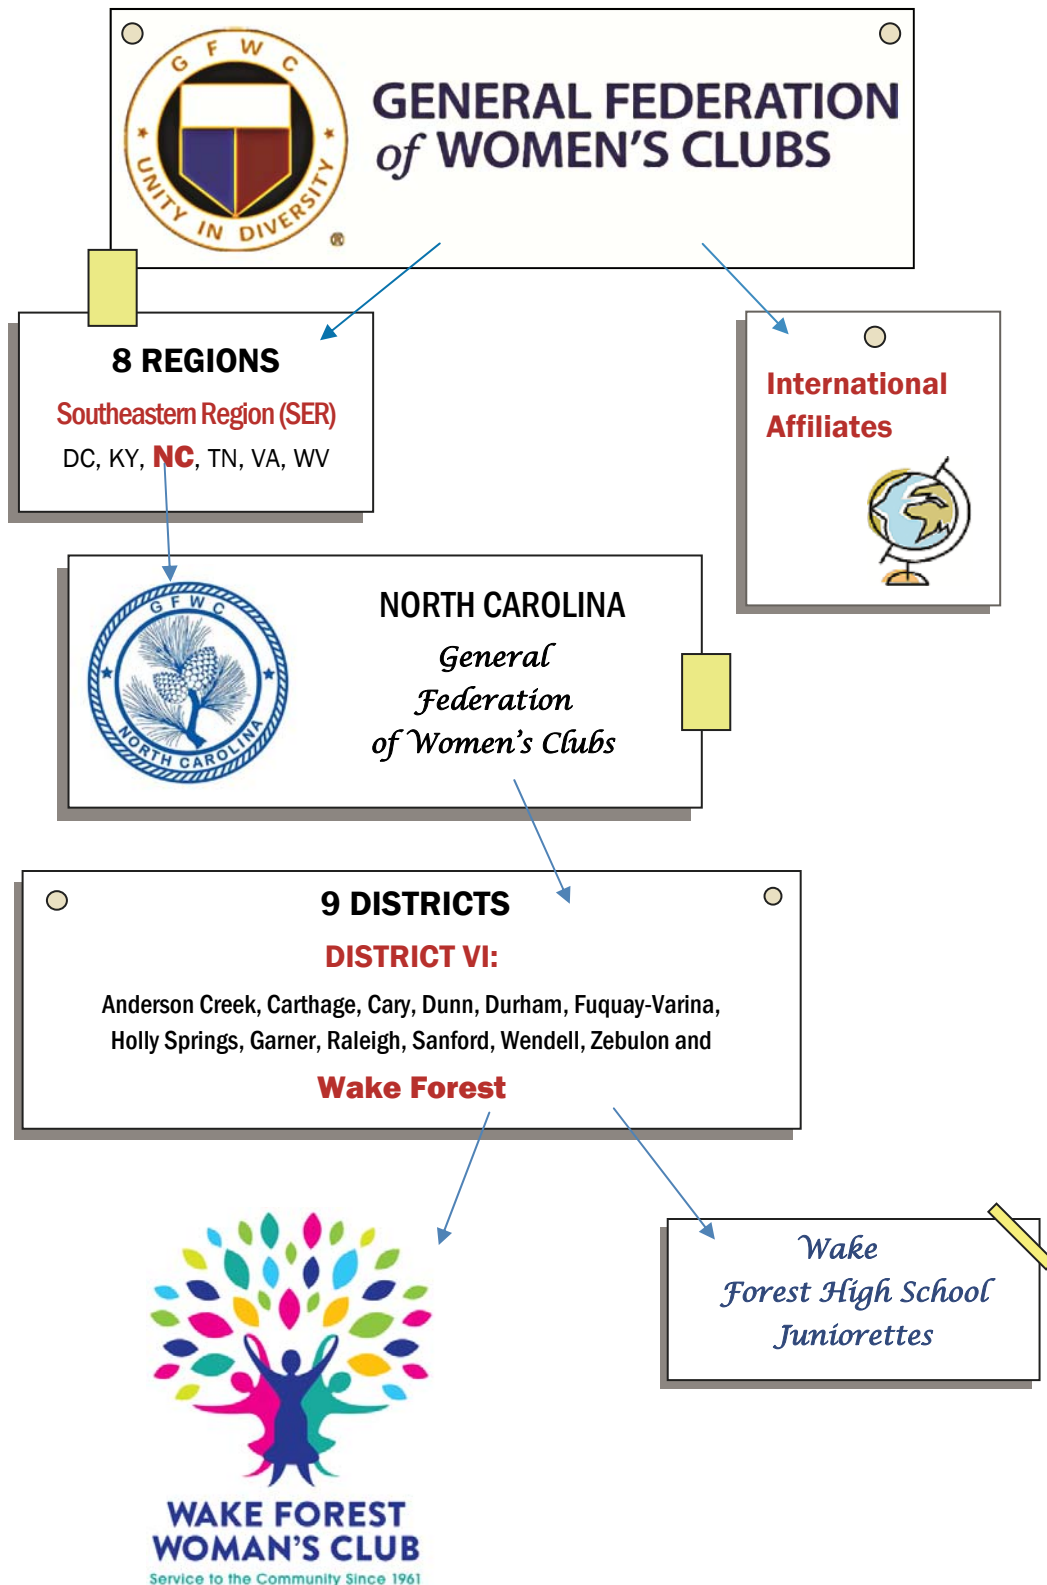 GFWC
UNITY IN DIVERSITY
®
GENERAL FEDERATION
of WOMEN'S CLUBS
8 REGIONS
Southeastern Region (SER)
DC, KY, NC, TN, VA, WV
International
Affiliates
GFWC
NORTH CAROLINA
NORTH CAROLINA
General
Federation
of Women's Clubs
9 DISTRICTS
DISTRICT VI:
Anderson Creek, Carthage, Cary, Dunn, Durham, Fuquay-Varina,
Holly Springs, Garner, Raleigh, Sanford, Wendell, Zebulon and
Wake Forest
Wake
Forest High School
Juniorettes
WAKE FOREST
WOMAN'S CLUB
Service to the Community Since 1961